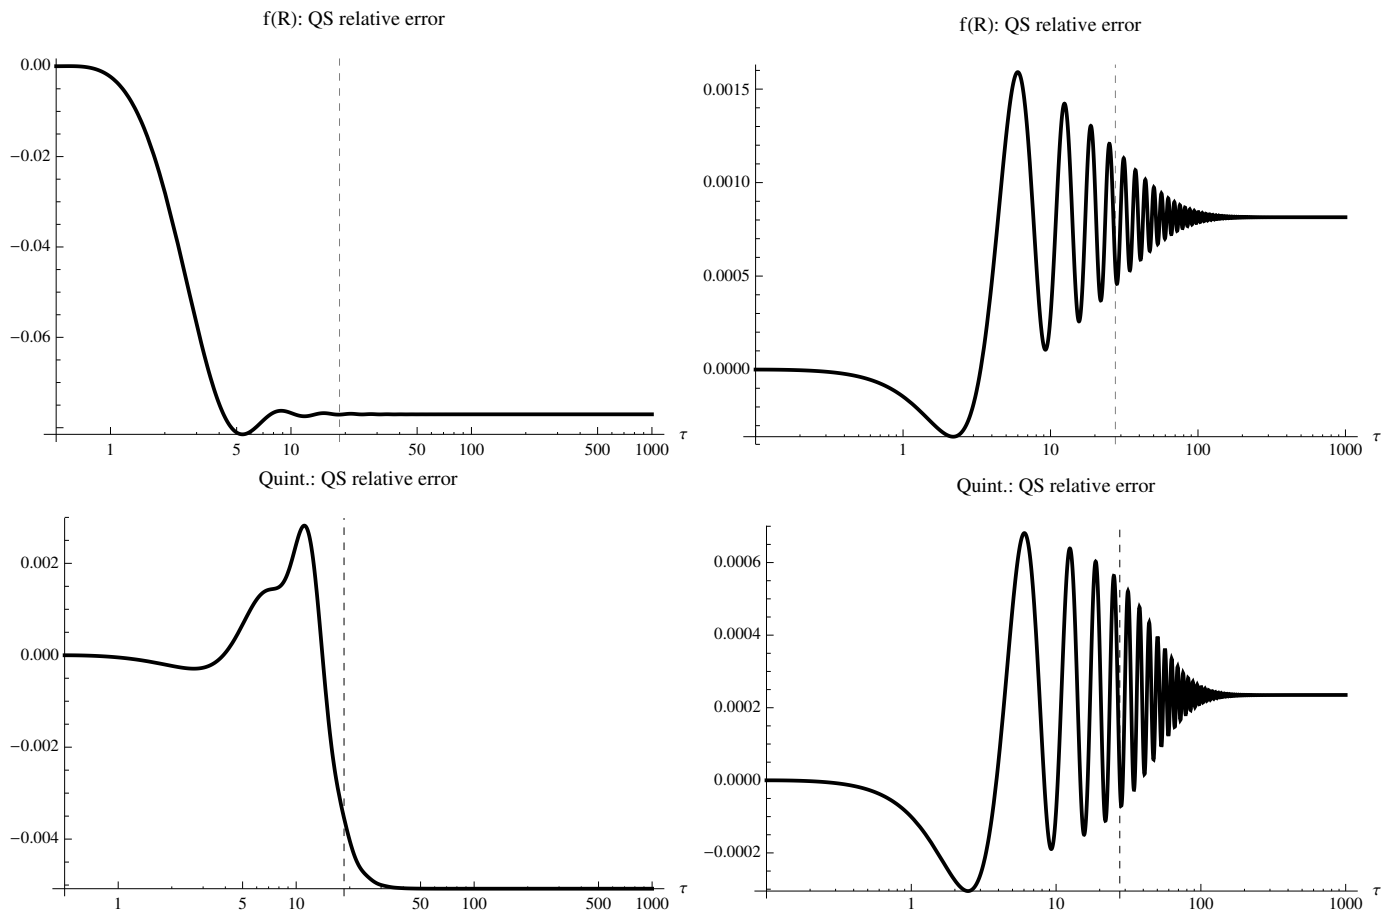 f(R): QS relative error
0.00
−0.02
−0.04
−0.06
1 5 10 50 100 500 1000 τ
f(R): QS relative error
0.0015
0.0010
0.0005
0.0000
1 10 100 1000 τ
Quint.: QS relative error
0.002
0.000
−0.002
−0.004
1 5 10 50 100 500 1000 τ
Quint.: QS relative error
0.0006
0.0004
0.0002
0.0000
−0.0002
1 10 100 1000 τ